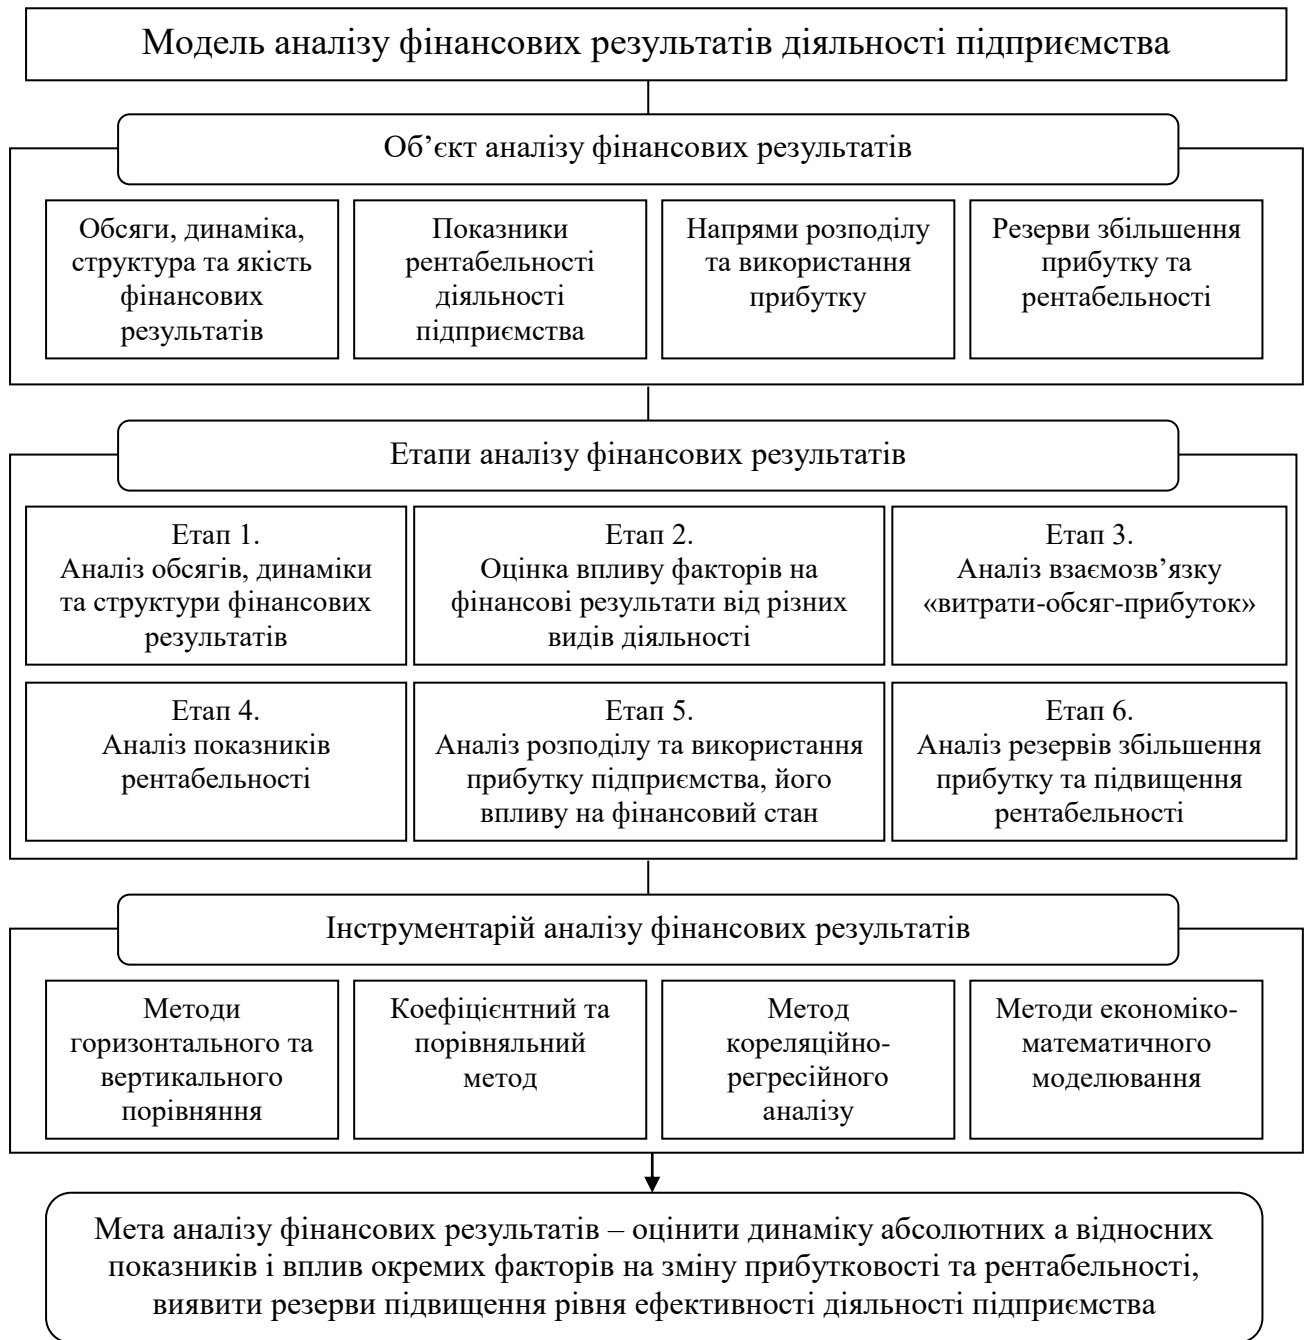 Модель аналізу фінансових результатів діяльності підприємства
Об’єкт аналізу фінансових результатів
Обсяги, динаміка,
структура та якість
фінансових
результатів
Показники
рентабельності
діяльності
підприємства
Напрями розподілу
та використання
прибутку
Резерви збільшення
прибутку та
рентабельності
Етапи аналізу фінансових результатів
Етап 1.
Аналіз обсягів, динаміки
та структури фінансових
результатів
Етап 2.
Оцінка впливу факторів на
фінансові результати від різних
видів діяльності
Етап 3.
Аналіз взаємозв’язку
«витрати-обсяг-прибуток»
Етап 4.
Аналіз показників
рентабельності
Етап 5.
Аналіз розподілу та використання
прибутку підприємства, його
впливу на фінансовий стан
Етап 6.
Аналіз резервів збільшення
прибутку та підвищення
рентабельності
Інструментарій аналізу фінансових результатів
Методи
горизонтального та
вертикального
порівняння
Коефіцієнтний та
порівняльний
метод
Метод
кореляційно-
регресійного
аналізу
Методи економіко-
математичного
моделювання
Мета аналізу фінансових результатів – оцінити динаміку абсолютних а відносних
показників і вплив окремих факторів на зміну прибутковості та рентабельності,
виявити резерви підвищення рівня ефективності діяльності підприємства